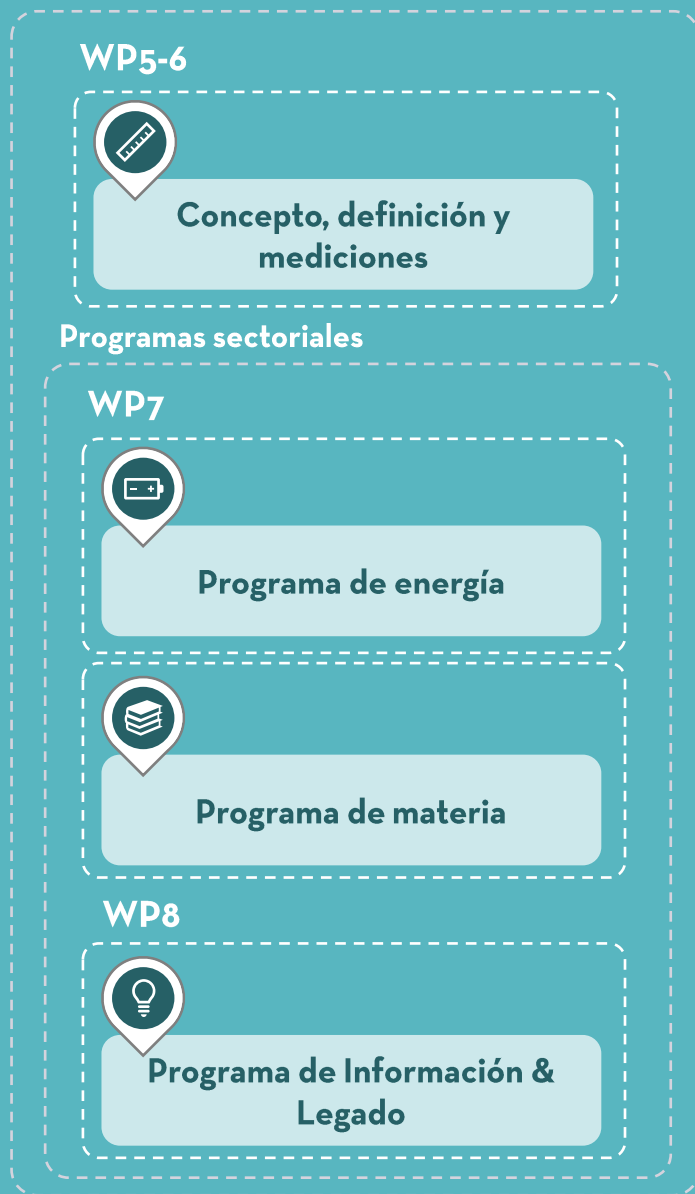 WP5-6
Concepto, definición y
mediciones
Programas sectoriales
WP7
Programa de energía
Programa de materia
WP8
Programa de Información &
Legado